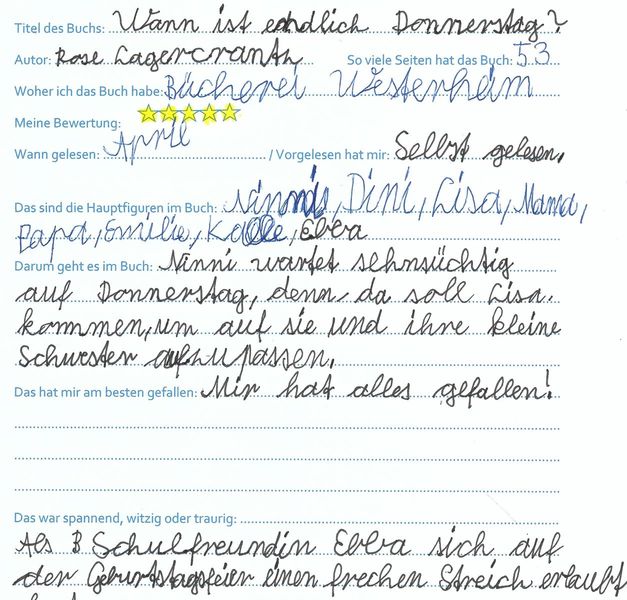 Titel des Buchs: Wann ist endlich Donnerstag?
Autor: Rose Lagercrantz So viele Seiten hat das Buch: 53
Woher ich das Buch habe: Bücherei Westerheim
Meine Bewertung:
Wann gelesen: April / Vorgelesen hat mir: Selbst gelesen.
Das sind die Hauptfiguren im Buch: Ninni, Dini, Lisa, Mama,
Papa, Emilie, Kalle, Ebba
Darum geht es im Buch: Ninni wartet sehnsüchtig
auf Donnerstag, denn da soll Lisa
kommen, um auf sie und ihre kleine
Schwester aufzupassen.
Das hat mir am besten gefallen: Mir hat alles gefallen!
Das war spannend, witzig oder traurig:
Als Schulfreundin Ebba sich auf
der Geburtstagsfeier einen frechen Streich erlaubt